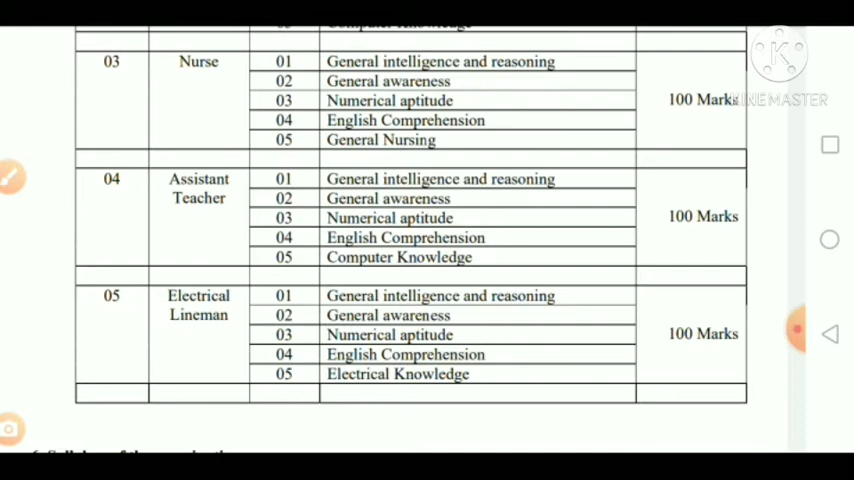 03 Nurse 01 General intelligence and reasoning
02 General awareness
03 Numerical aptitude 100 Marks
04 English Comprehension
05 General Nursing
04 Assistant Teacher 01 General intelligence and reasoning
02 General awareness
03 Numerical aptitude 100 Marks
04 English Comprehension
05 Computer Knowledge
05 Electrical Lineman 01 General intelligence and reasoning
02 General awareness
03 Numerical aptitude 100 Marks
04 English Comprehension
05 Electrical Knowledge
K
KINEMASTER